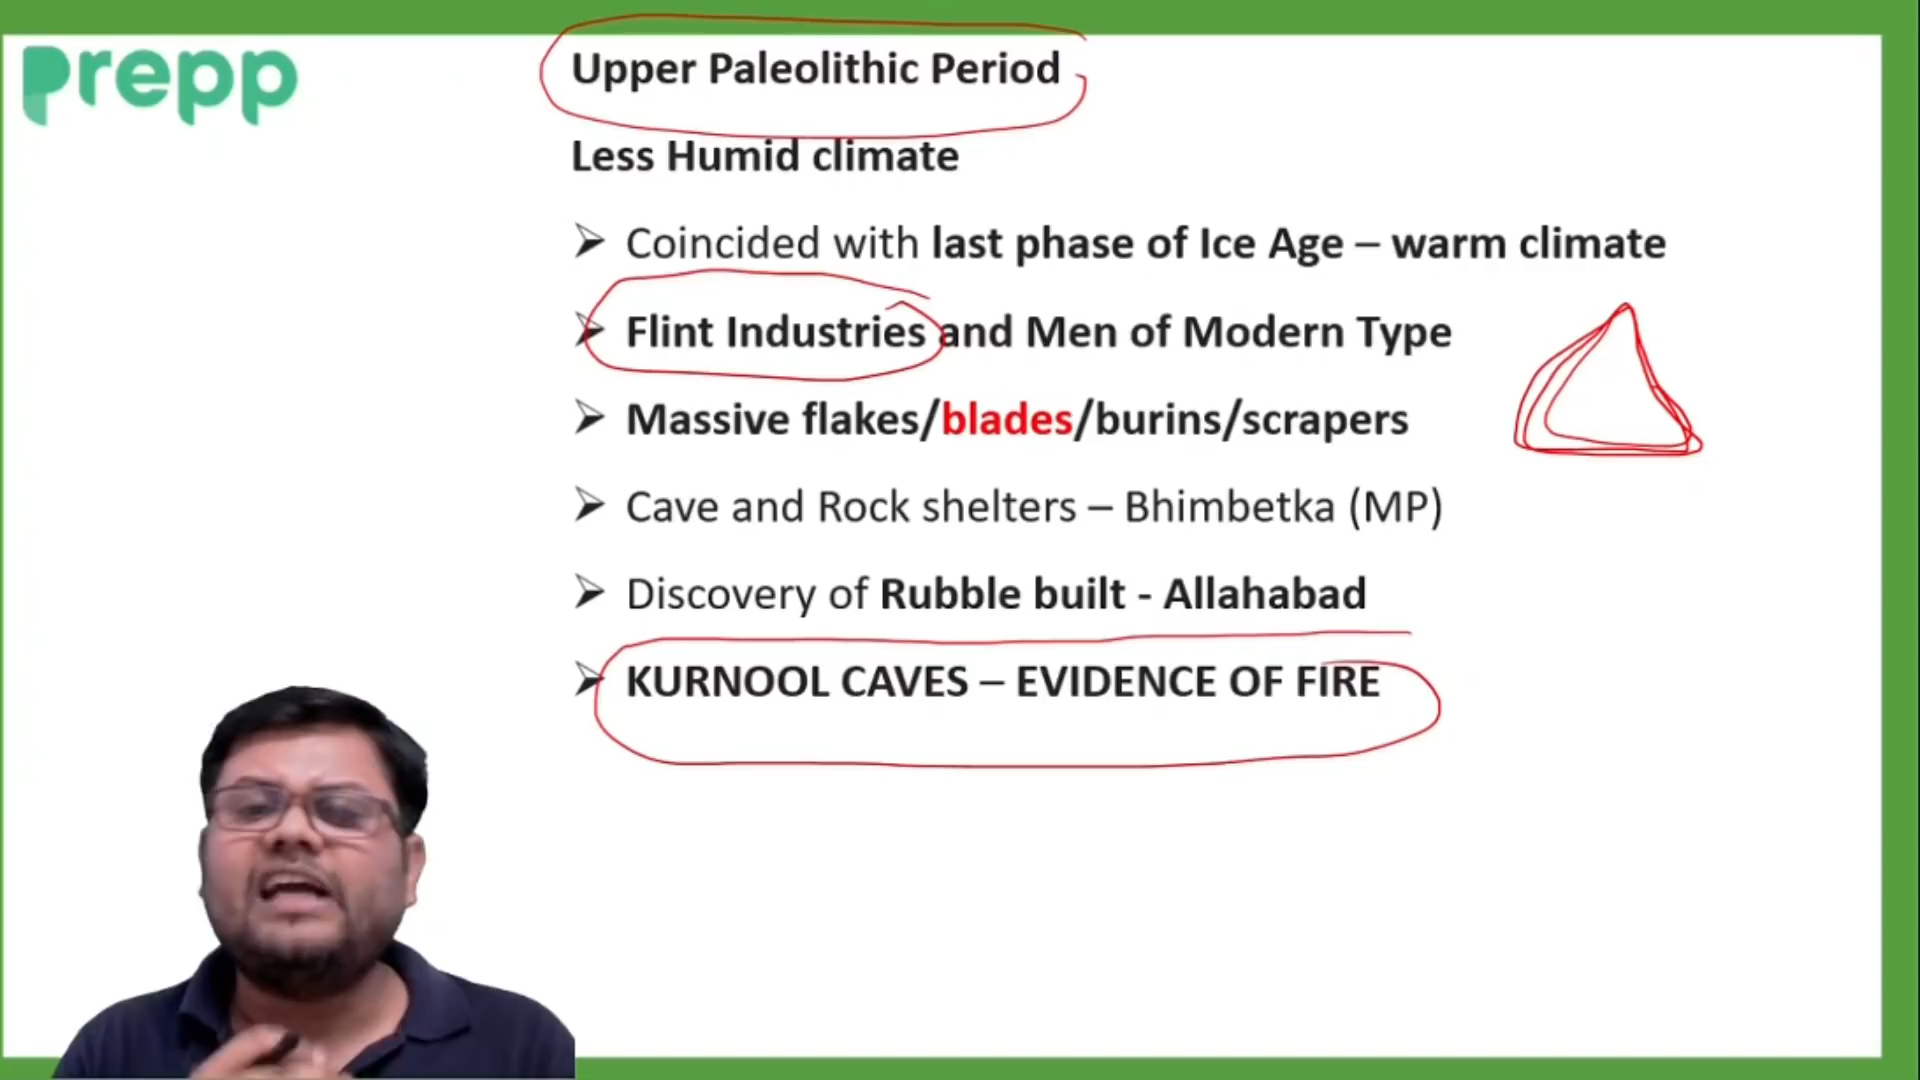 prepp
Upper Paleolithic Period
Less Humid climate
➤ Coincided with last phase of Ice Age – warm climate
➤ Flint Industries and Men of Modern Type
➤ Massive flakes/blades/burins/scrapers
➤ Cave and Rock shelters – Bhimbetka (MP)
➤ Discovery of Rubble built - Allahabad
➤ KURNOOL CAVES – EVIDENCE OF FIRE